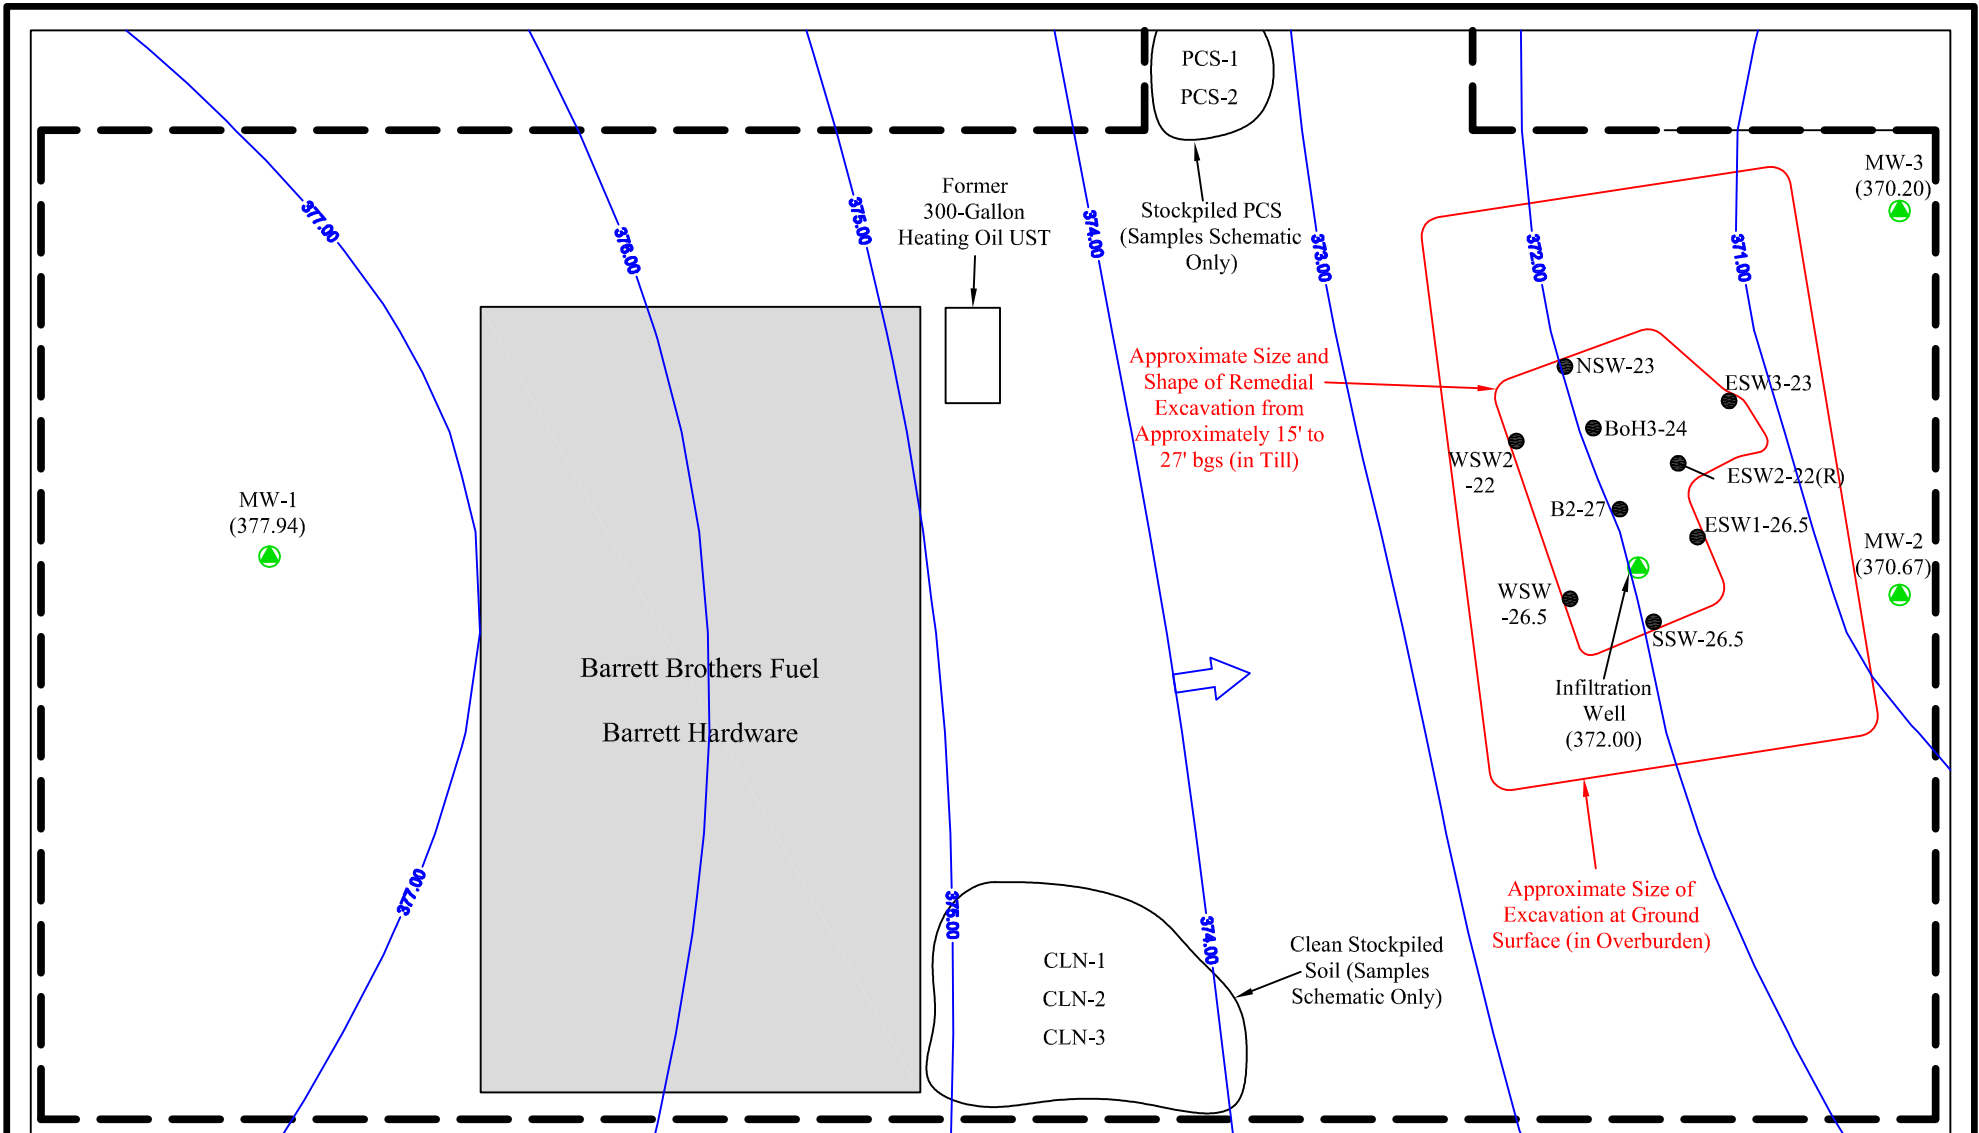 PCS-1
PCS-2
MW-3
(370.20)
Former
300-Gallon
Heating Oil UST
Stockpiled PCS
(Samples Schematic
Only)
377.00
376.00
375.00
374.00
373.00
372.00
371.00
Approximate Size and
Shape of Remedial
Excavation from
Approximately 15' to
27' bgs (in Till)
NSW-23
ESW3-23
BoH3-24
WSW2
-22
ESW2-22(R)
MW-1
(377.94)
B2-27
ESW1-26.5
MW-2
(370.67)
WSW
-26.5
SSW-26.5
Barrett Brothers Fuel
Barrett Hardware
Infiltration
Well
(372.00)
377.00
375.00
374.00
Approximate Size of
Excavation at Ground
Surface (in Overburden)
CLN-1
CLN-2
CLN-3
Clean Stockpiled
Soil (Samples
Schematic Only)